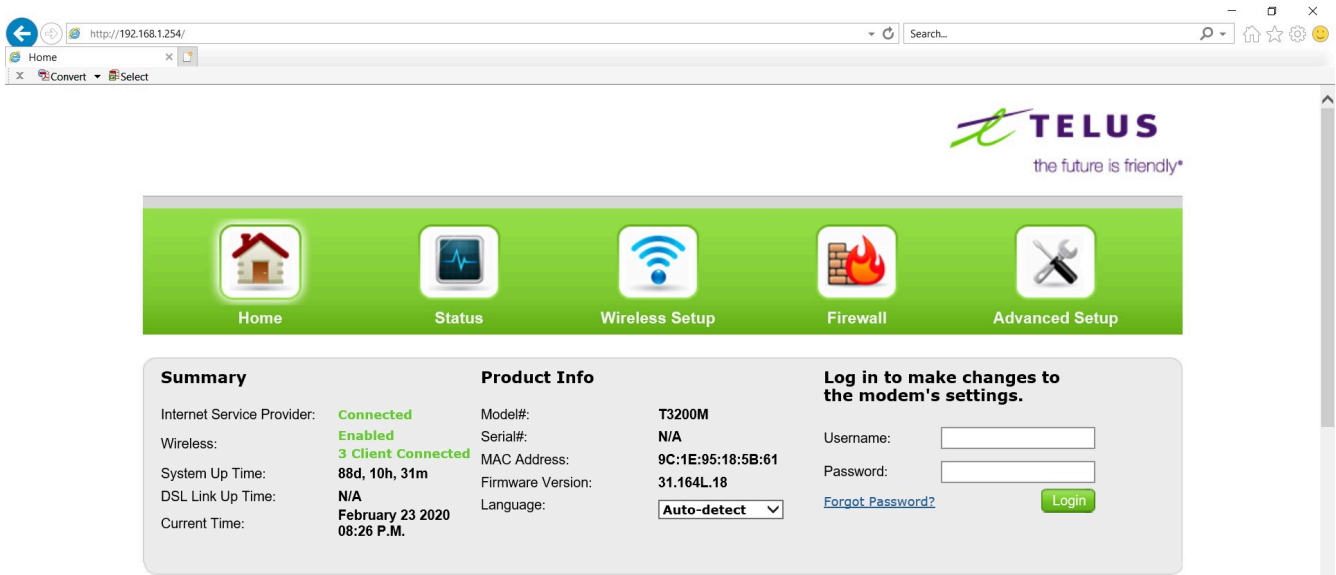 http://192.168.1.254/
Search...
Home
x Convert Select
TELUS
the future is friendly®
Home Status Wireless Setup Firewall Advanced Setup
Summary
Internet Service Provider: Connected
Wireless: Enabled
3 Client Connected
System Up Time: 88d, 10h, 31m
DSL Link Up Time: N/A
Current Time: February 23 2020
08:26 P.M.
Product Info
Model#: T3200M
Serial#: N/A
MAC Address: 9C:1E:95:18:5B:61
Firmware Version: 31.164L.18
Language: Auto-detect
Log in to make changes to
the modem's settings.
Username:
Password:
Forgot Password? Login